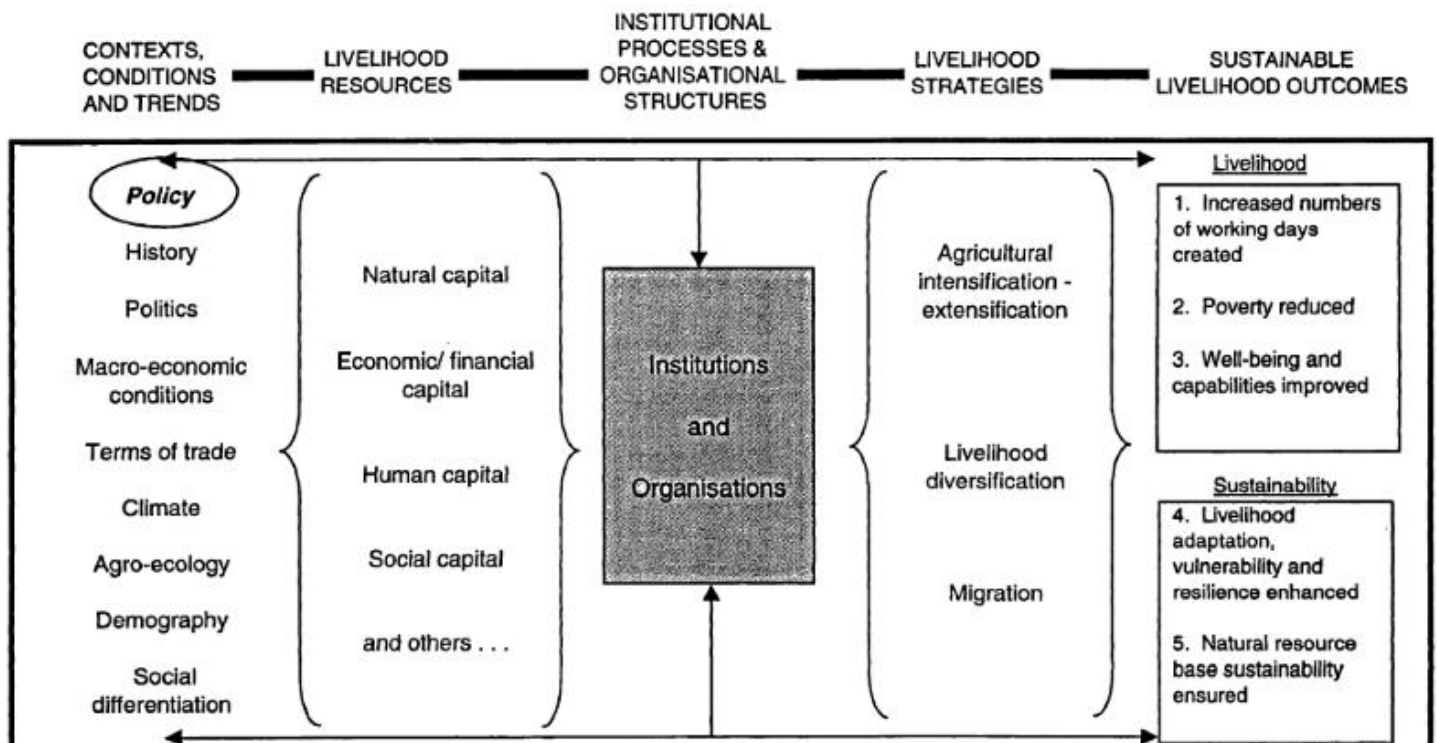 CONTEXTS,
CONDITIONS
AND TRENDS
LIVELIHOOD
RESOURCES
INSTITUTIONAL
PROCESSES &
ORGANISATIONAL
STRUCTURES
LIVELIHOOD
STRATEGIES
SUSTAINABLE
LIVELIHOOD OUTCOMES
Policy
History
Politics
Macro-economic
conditions
Terms of trade
Climate
Agro-ecology
Demography
Social
differentiation
Natural capital
Economic/ financial
capital
Human capital
Social capital
and others . . .
Institutions
and
Organisations
Agricultural
intensification -
extensification
Livelihood
diversification
Migration
Livelihood
1. Increased numbers
of working days
created
2. Poverty reduced
3. Well-being and
capabilities improved
Sustainability
4. Livelihood
adaptation,
vulnerability and
resilience enhanced
5. Natural resource
base sustainability
ensured